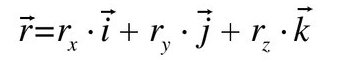 r⃗=rₓ · i⃗ + r_y · j⃗ + r_z · k⃗